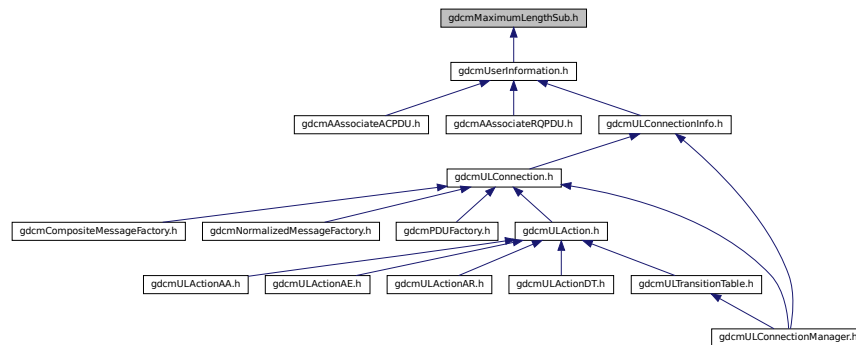 gdcmMaximumLengthSub.h
gdcmUserInformation.h
gdcmAAssociateACPDU.h
gdcmAAssociateRQPDU.h
gdcmULConnectionInfo.h
gdcmULConnection.h
gdcmCompositeMessageFactory.h
gdcmNormalizedMessageFactory.h
gdcmPDUFactory.h
gdcmULAction.h
gdcmULActionAA.h
gdcmULActionAE.h
gdcmULActionAR.h
gdcmULActionDT.h
gdcmULTransitionTable.h
gdcmULConnectionManager.h